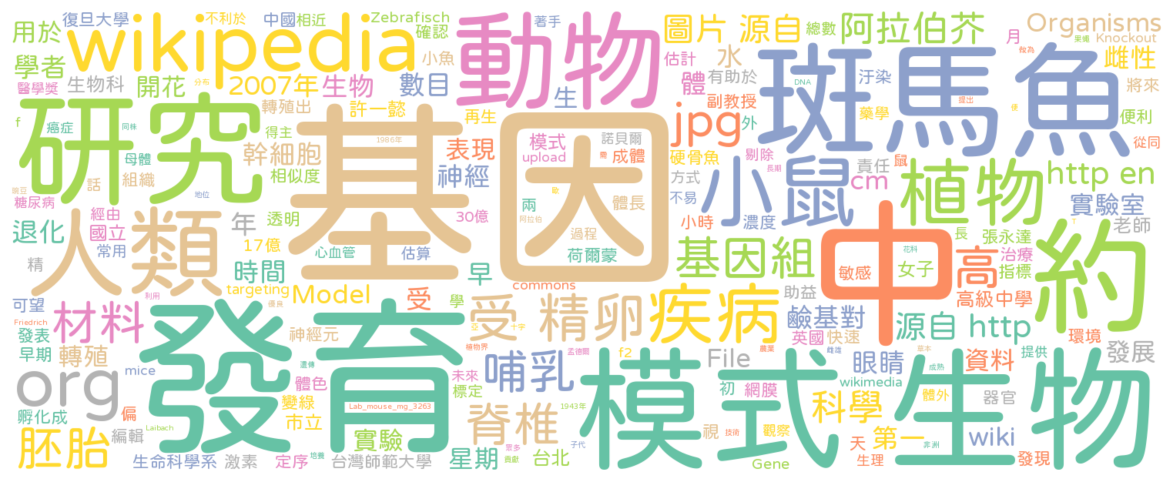 復旦大學 不利於 中國 相近 Zebrafisch 著手 圖片 源自 總數 阿拉伯芥 月 Organisms
用於 wikipedia 確認 動物 估計 水 Knockout 雌性
學者 小魚 斑馬魚 有助於 汙染 將來
醫學獎 生物科 開花 2007年 生物 數目 生 體 副教授 藥學 便利
f 癌症 轉殖出 許一懿 再生 jpg 外 DNA 從同
研究 基因 得主 模式 諾貝爾 硬骨魚 剔除 責任 鼠
母體 幹細胞 表現 upload 成體 小鼠 植物 http en
組織 話 相似度 神經 兩 體長 方式 cm 實驗室
糖尿病 經由 年 透明 30億 不易 小時 濃度 長 張永達 老師
人類 國立 17億 過程 基因組 中 花科 約
退化 常用 心血管 估算 早 荷爾蒙 敏感 女子 治療
精 時間 commons 高 指標
targeting Model 受 學 受 精卵 疾病 助益 高級中學
可望 材料 鹼基對 源自 http 環境
Friedrich 發育 神經元 f2 英國 快速 資料 提供
發表 轉殖 哺乳 孟德爾 File 發展
早期 mice 體色 未來 模式 初 網膜 眼睛 成熟 生物
org 變綠 Lab_mouse_mg_3263 標定 wikimedia 體外 器官
孵化成 偏 市立 脊椎 1943年 科學
胚胎 編輯 Laibach 實驗 子代 視 觀察 天 第一 wiki
生命科學系 激素 定序 培養 台灣師範大學 星期 台北 Gene 生理 發現